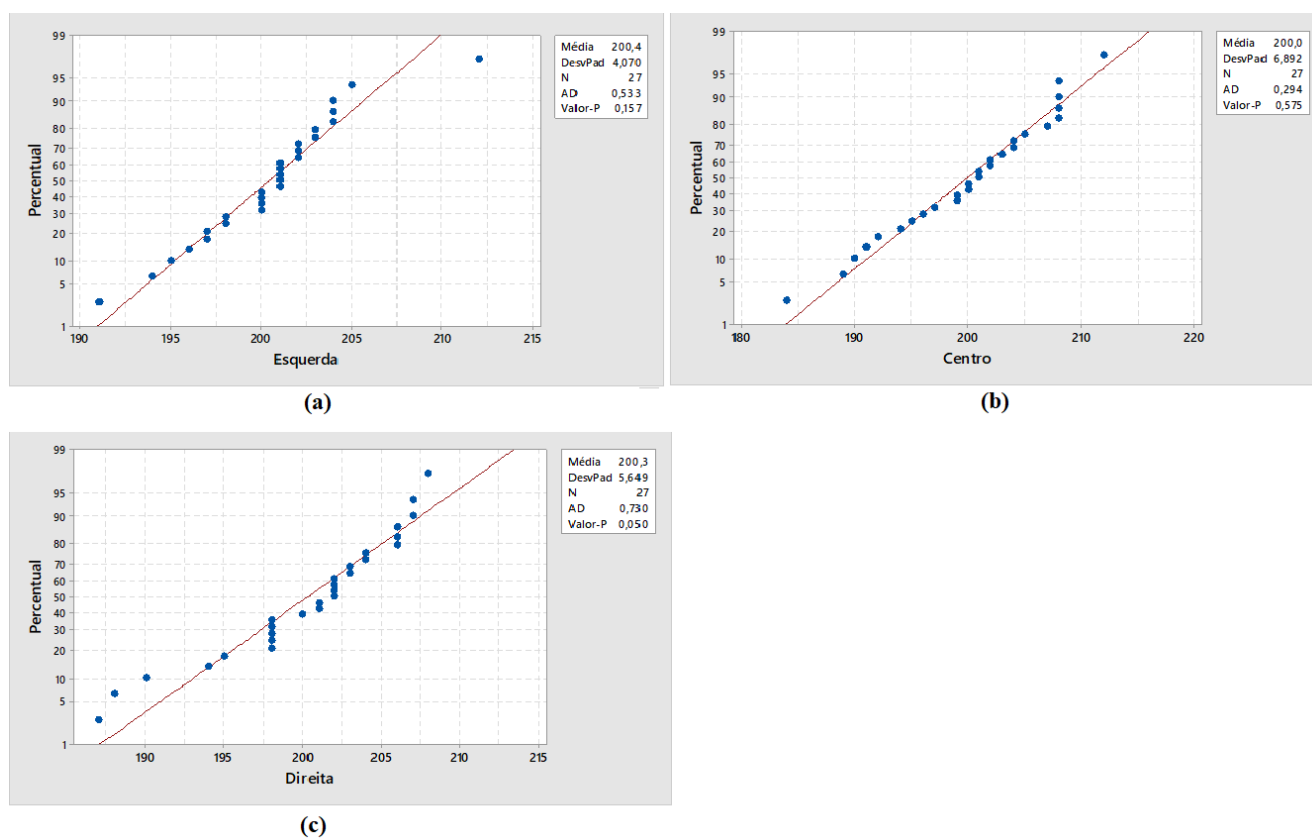 99
95
90
80
70
60
50
40
30
20
10
5
1
Percentual
190 195 200 205 210 215
Esquerda
Média 200,4
DesvPad 4,070
N 27
AD 0,533
Valor-P 0,157
(a)
99
95
90
80
70
60
50
40
30
20
10
5
1
Percentual
180 190 200 210 220
Centro
Média 200,0
DesvPad 6,892
N 27
AD 0,294
Valor-P 0,575
(b)
99
95
90
80
70
60
50
40
30
20
10
5
1
Percentual
190 195 200 205 210 215
Direita
Média 200,3
DesvPad 5,649
N 27
AD 0,730
Valor-P 0,050
(c)